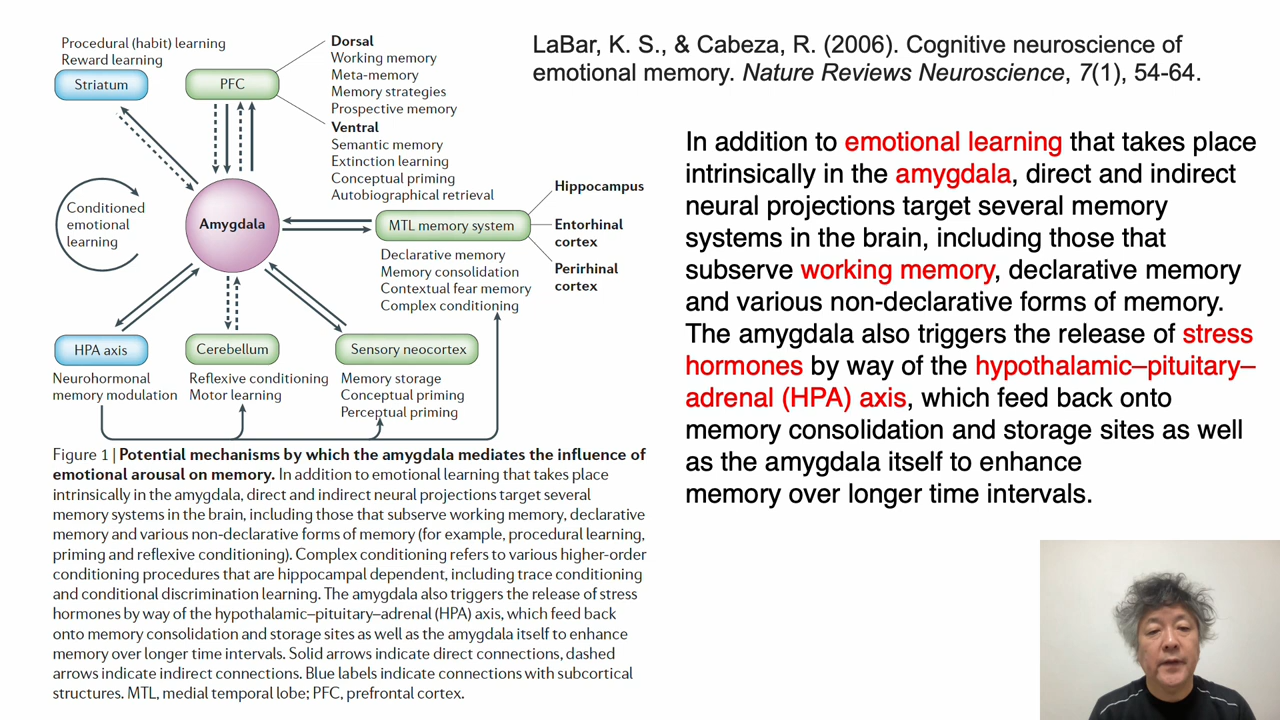 Procedural (habit) learning
Reward learning
Striatum
PFC
Dorsal
Working memory
Meta-memory
Memory strategies
Prospective memory
Ventral
Semantic memory
Extinction learning
Conceptual priming
Autobiographical retrieval
Conditioned
emotional
learning
Amygdala
MTL memory system
Hippocampus
Entorhinal
cortex
Perirhinal
cortex
Declarative memory
Memory consolidation
Contextual fear memory
Complex conditioning
HPA axis
Neurohormonal
memory modulation
Cerebellum
Reflexive conditioning
Motor learning
Sensory neocortex
Memory storage
Conceptual priming
Perceptual priming
Figure 1 | Potential mechanisms by which the amygdala mediates the influence of
emotional arousal on memory. In addition to emotional learning that takes place
intrinsically in the amygdala, direct and indirect neural projections target several
memory systems in the brain, including those that subserve working memory, declarative
memory and various non-declarative forms of memory (for example, procedural learning,
priming and reflexive conditioning). Complex conditioning refers to various higher-order
conditioning procedures that are hippocampal dependent, including trace conditioning
and conditional discrimination learning. The amygdala also triggers the release of stress
hormones by way of the hypothalamic–pituitary–adrenal (HPA) axis, which feed back
onto memory consolidation and storage sites as well as the amygdala itself to enhance
memory over longer time intervals. Solid arrows indicate direct connections, dashed
arrows indicate indirect connections. Blue labels indicate connections with subcortical
structures. MTL, medial temporal lobe; PFC, prefrontal cortex.
LaBar, K. S., & Cabeza, R. (2006). Cognitive neuroscience of
emotional memory. Nature Reviews Neuroscience, 7(1), 54-64.
In addition to emotional learning that takes place
intrinsically in the amygdala, direct and indirect
neural projections target several memory
systems in the brain, including those that
subserve working memory, declarative memory
and various non-declarative forms of memory.
The amygdala also triggers the release of stress
hormones by way of the hypothalamic–pituitary–
adrenal (HPA) axis, which feed back onto
memory consolidation and storage sites as well
as the amygdala itself to enhance
memory over longer time intervals.